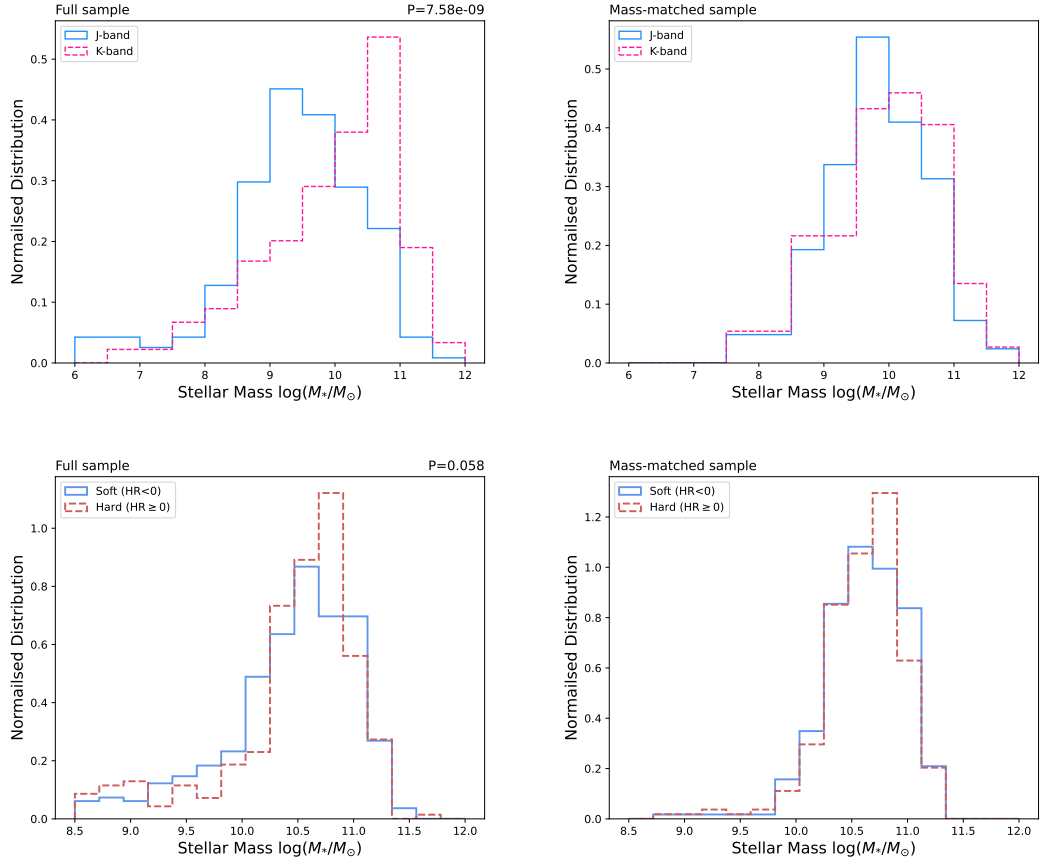 Full sample P=7.58e-09
J-band
K-band
Normailsed Distribution
0.0
0.1
0.2
0.3
0.4
0.5
6 7 8 9 10 11 12
Stellar Mass log(M*/M⊙)
Mass-matched sample
J-band
K-band
Normailsed Distribution
0.0
0.1
0.2
0.3
0.4
0.5
6 7 8 9 10 11 12
Stellar Mass log(M*/M⊙)
Full sample P=0.058
Soft (HR<0)
Hard (HR ≥ 0)
Normailsed Distribution
0.0
0.2
0.4
0.6
0.8
1.0
8.5 9.0 9.5 10.0 10.5 11.0 11.5 12.0
Stellar Mass log(M*/M⊙)
Mass-matched sample
Soft (HR<0)
Hard (HR ≥ 0)
Normailsed Distribution
0.0
0.2
0.4
0.6
0.8
1.0
1.2
8.5 9.0 9.5 10.0 10.5 11.0 11.5 12.0
Stellar Mass log(M*/M⊙)